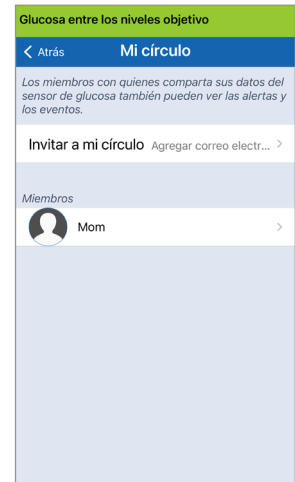 Glucosa entre los niveles objetivo
Atrás
Mi círculo
Los miembros con quienes comparta sus datos del
sensor de glucosa también pueden ver las alertas y
los eventos.
Invitar a mi círculo Agregar correo electr...
Miembros
Mom